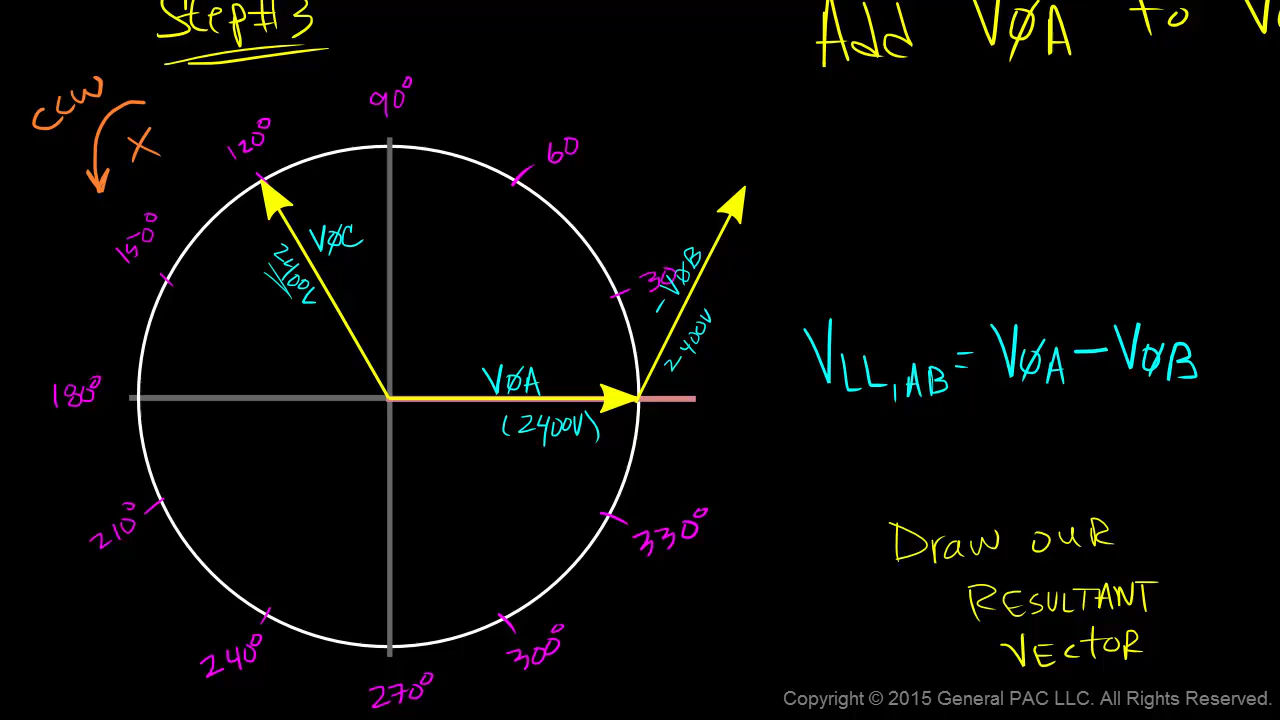 Step#3
Add VØA to V
CCW
X
90°
120°
60
150°
30
180°
210°
240°
270°
300°
330°
VØC
2400L
VØA
(2400V)
-VØB
2400V
VLL,AB = VØA - VØB
Draw our
RESULTANT
VECTOR
Copyright © 2015 General PAC LLC. All Rights Reserved.